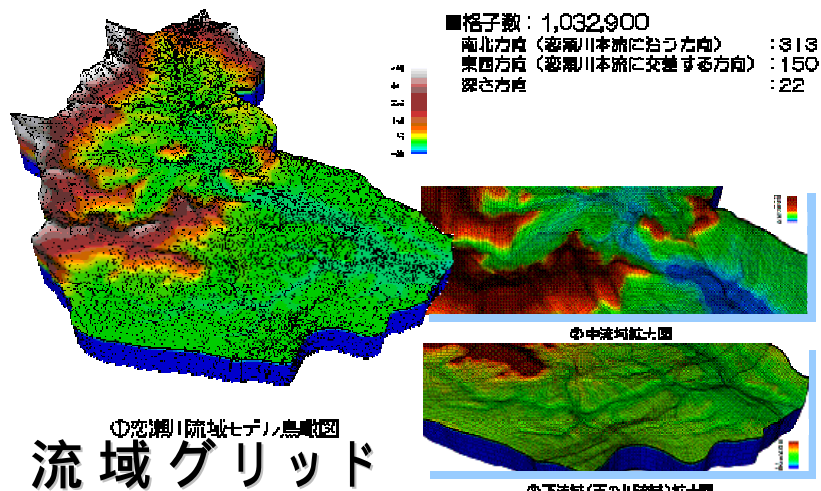 ■格子数：1,032,900
南北方向（恋瀬川本流に沿う方向）：313
東西方向（恋瀬川本流に交差する方向）：150
深さ方向：22
②中流域拡大図
①恋瀬川流域モデル鳥瞰図
流域グリッド